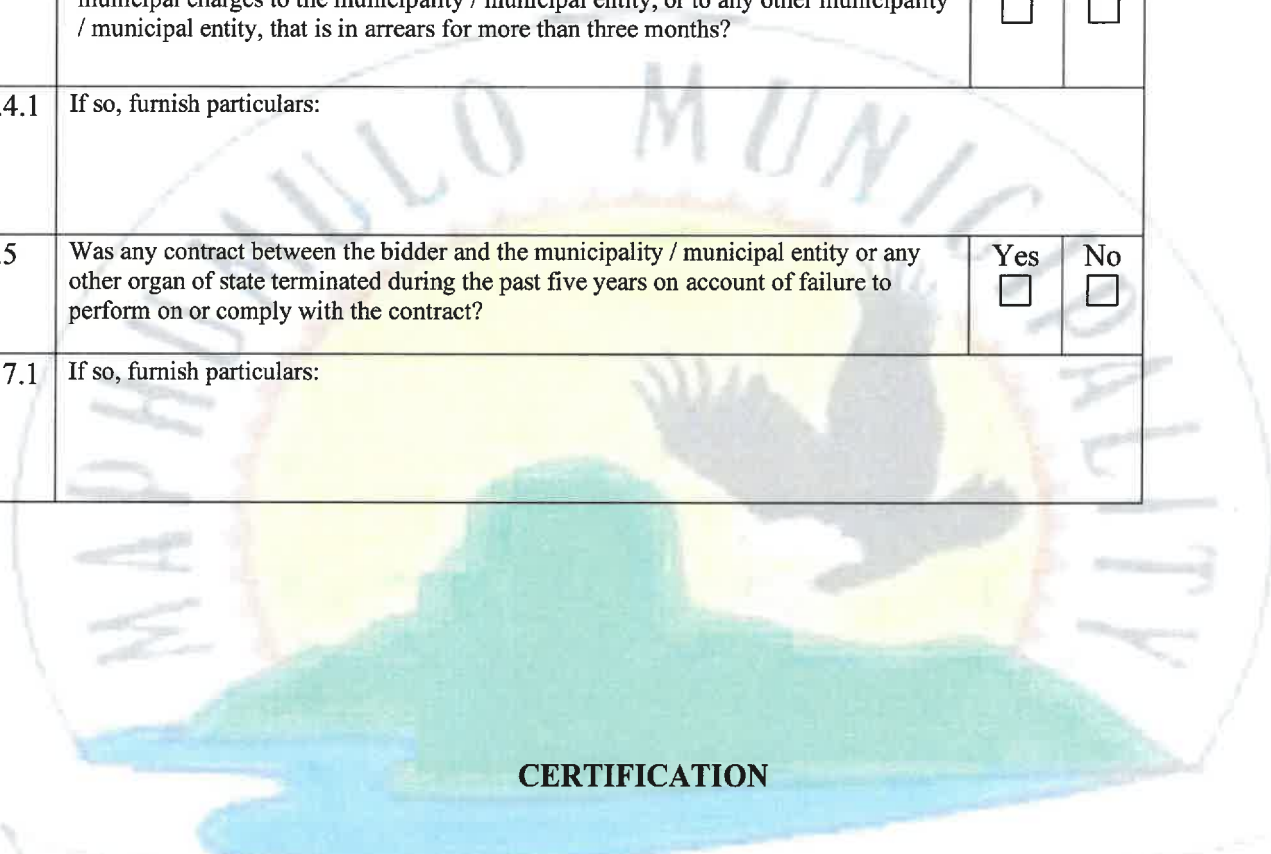 municipal charges to the municipality / municipal entity, or to any other municipality
/ municipal entity, that is in arrears for more than three months?
4.1 If so, furnish particulars:
5 Was any contract between the bidder and the municipality / municipal entity or any Yes No
other organ of state terminated during the past five years on account of failure to
perform on or comply with the contract?
7.1 If so, furnish particulars:
MAPHUMULO MUNICIPALITY
CERTIFICATION